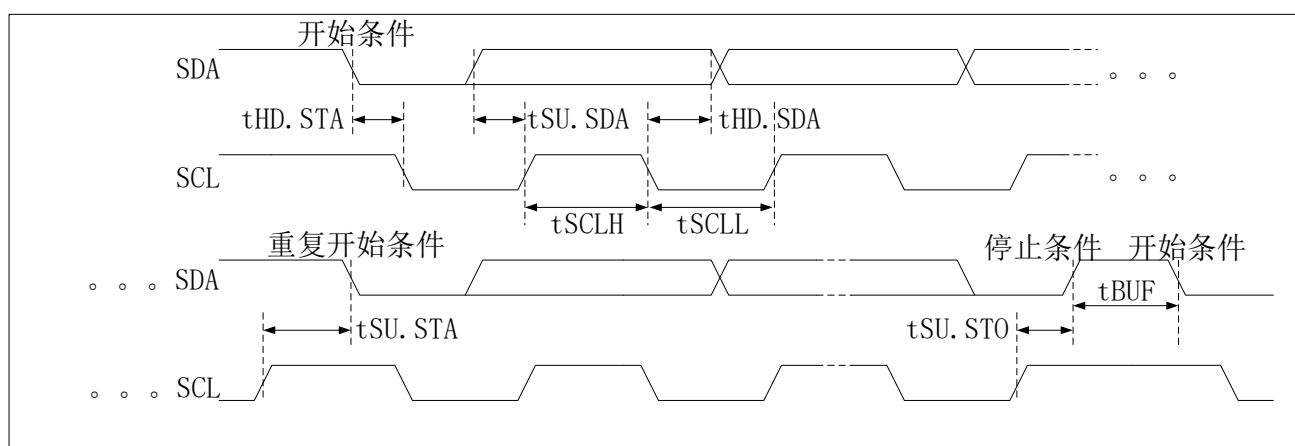 开始条件
SDA 。。。
tHD.STA tSU.SDA tHD.SDA
SCL 。。。
tSCLH tSCLL
重复开始条件 停止条件 开始条件
。。。SDA tBUF
tSU.STA tSU.STO
。。。SCL